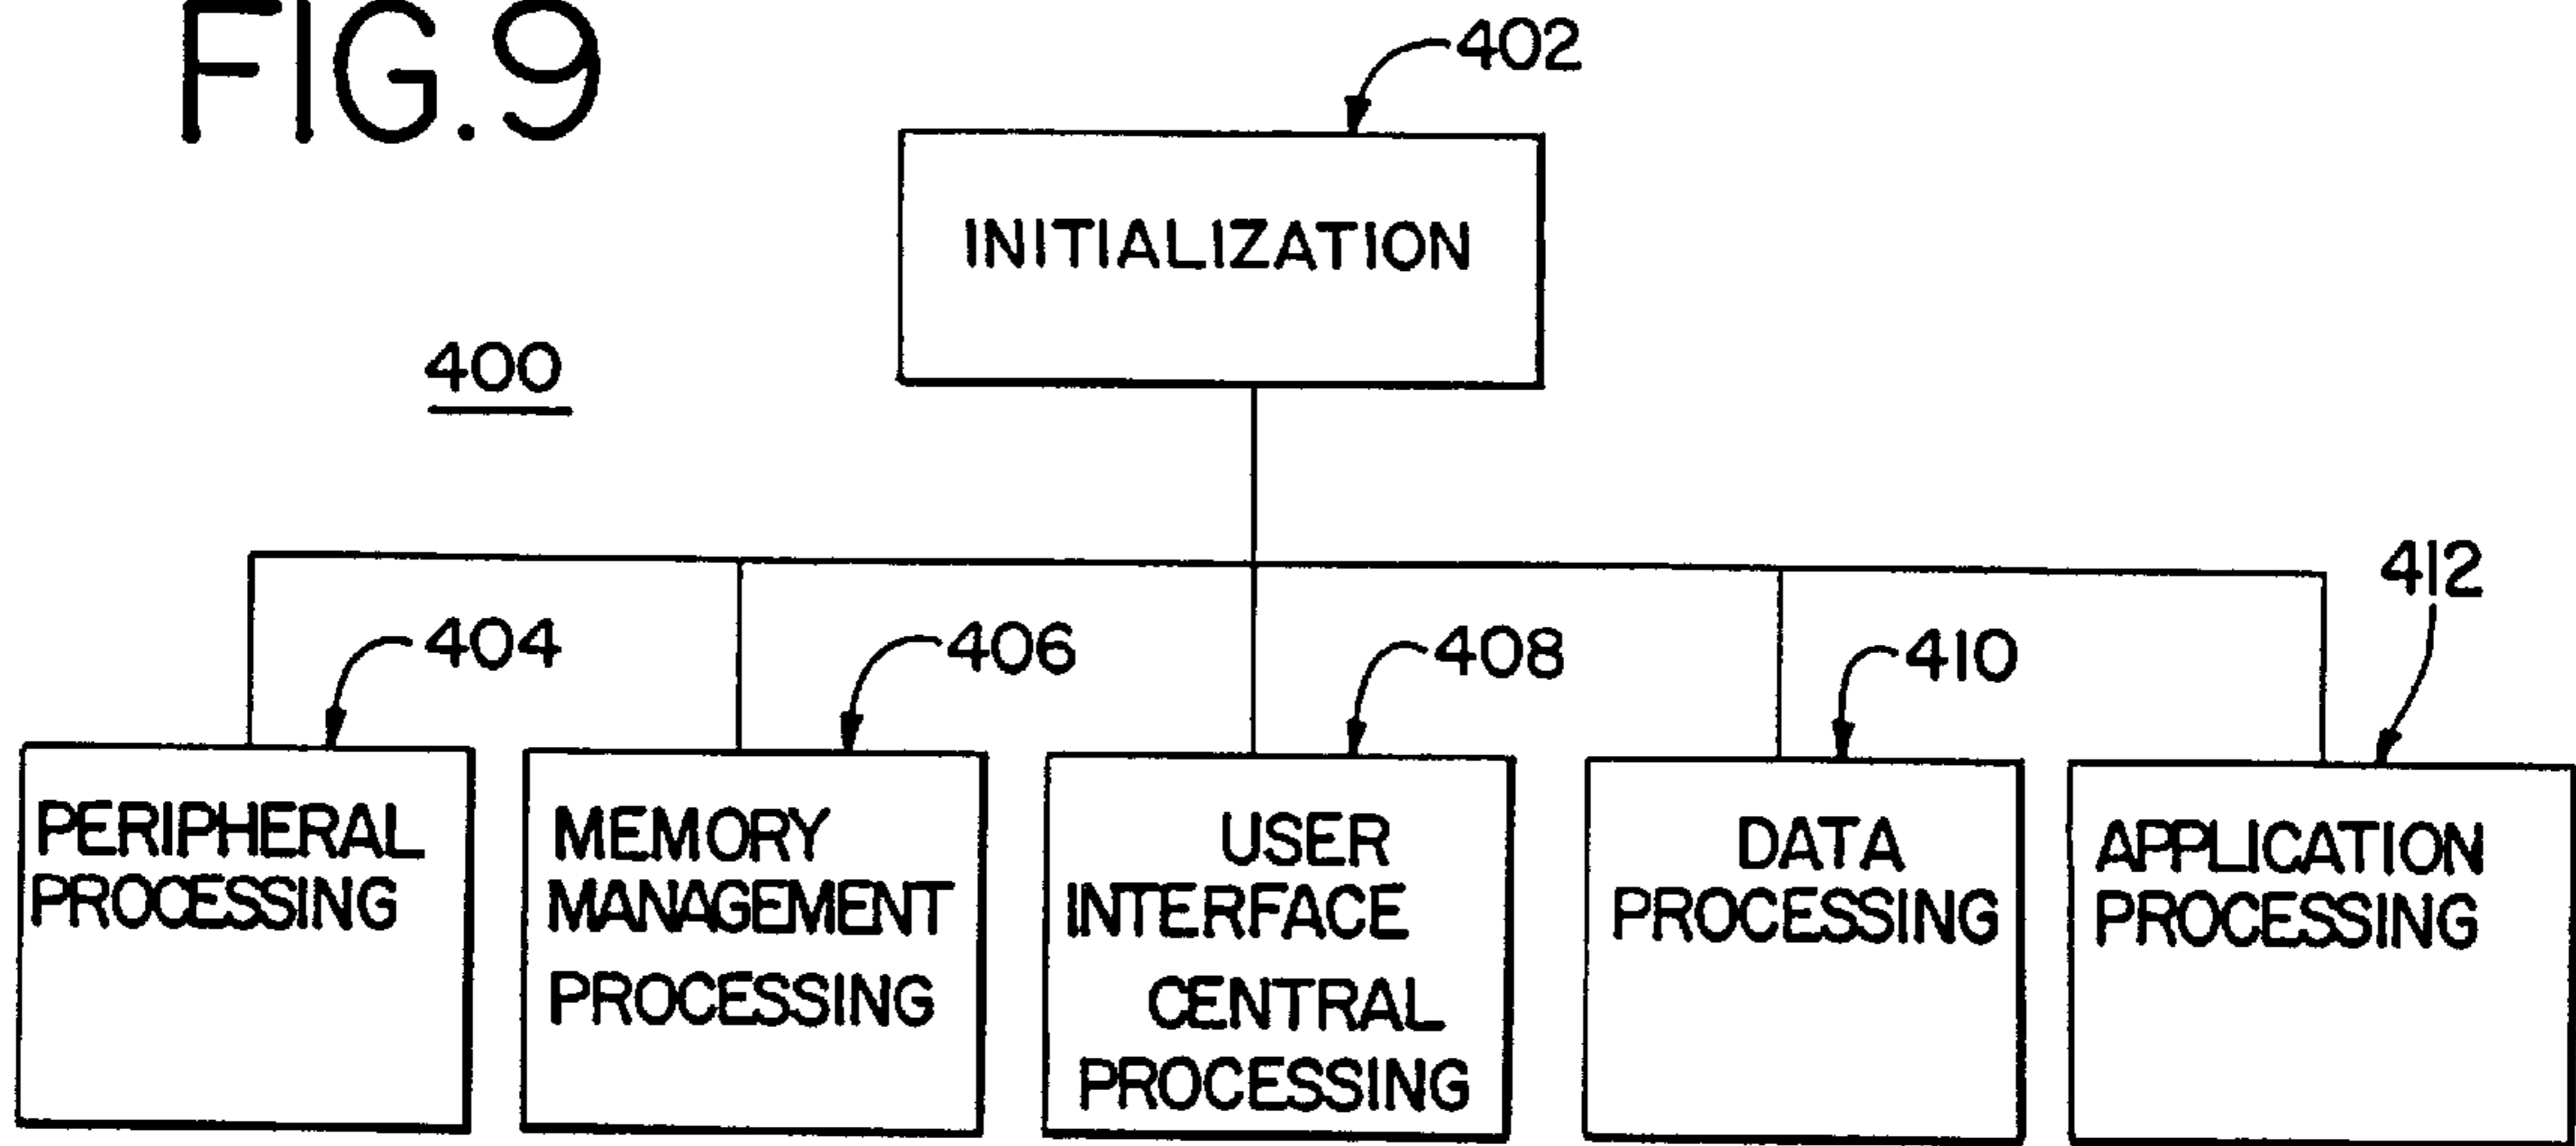 FIG.9
402
INITIALIZATION
400
404
406
408
410
412
PERIPHERAL
PROCESSING
MEMORY
MANAGEMENT
PROCESSING
USER
INTERFACE
CENTRAL
PROCESSING
DATA
PROCESSING
APPLICATION
PROCESSING